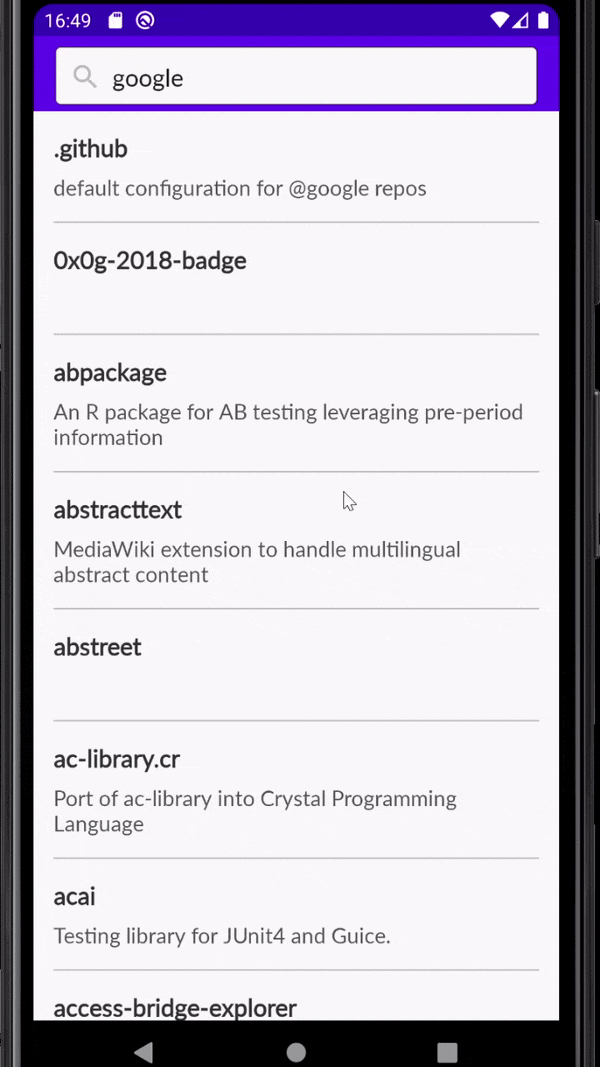 16:49
google
.github
default configuration for @google repos
0x0g-2018-badge
abpackage
An R package for AB testing leveraging pre-period
information
abstracttext
MediaWiki extension to handle multilingual
abstract content
abstreet
ac-library.cr
Port of ac-library into Crystal Programming
Language
acai
Testing library for JUnit4 and Guice.
access-bridge-explorer